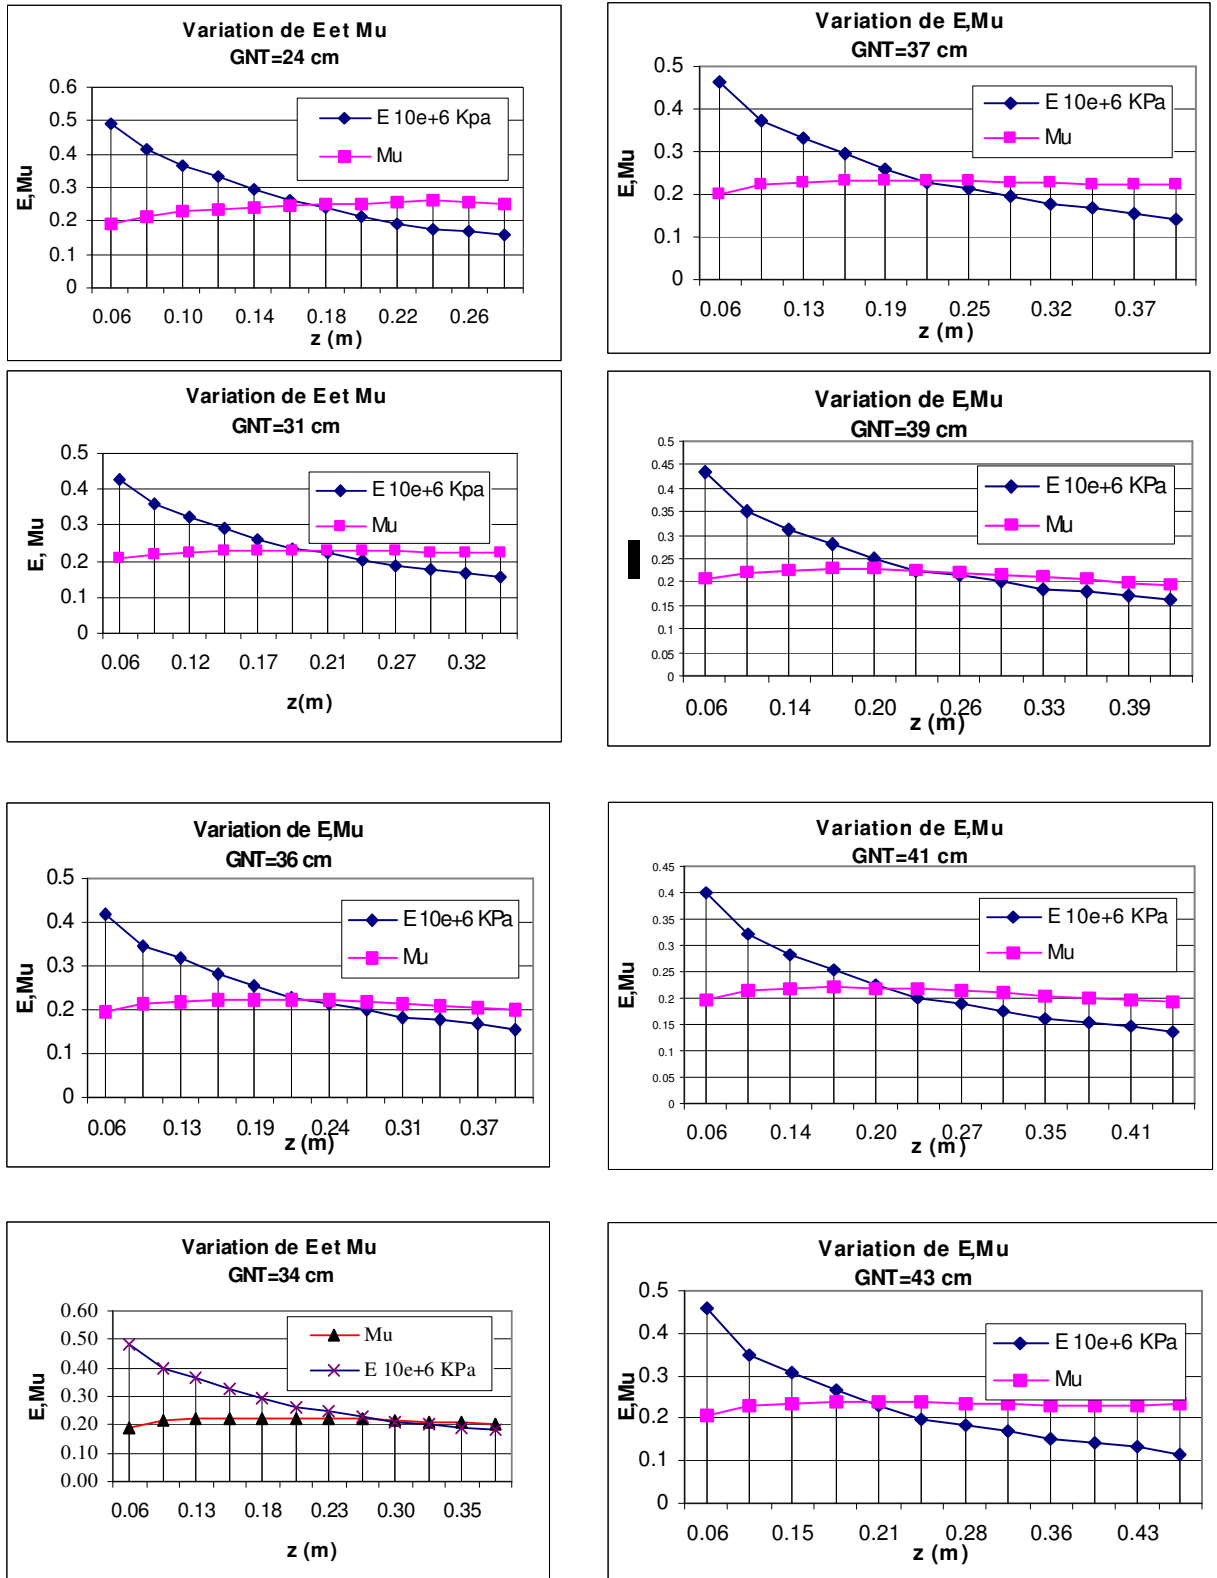 Variation de E et Mu
GNT=24 cm
0.6
0.5
0.4
0.3
0.2
0.1
0
E,Mu
E 10e+6 Kpa
Mu
0.06 0.10 0.14 0.18 0.22 0.26
z (m)
Variation de E,Mu
GNT=37 cm
0.5
0.4
0.3
0.2
0.1
0
E,Mu
E 10e+6 KPa
Mu
0.06 0.13 0.19 0.25 0.32 0.37
z (m)
Variation de E et Mu
GNT=31 cm
0.5
0.4
0.3
0.2
0.1
0
E, Mu
E 10e+6 Kpa
Mu
0.06 0.12 0.17 0.21 0.27 0.32
z(m)
Variation de E,Mu
GNT=39 cm
0.5
0.45
0.4
0.35
0.3
0.25
0.2
0.15
0.1
0.05
0
E 10e+6 KPa
Mu
0.06 0.14 0.20 0.26 0.33 0.39
z (m)
Variation de E,Mu
GNT=36 cm
0.5
0.4
0.3
0.2
0.1
0
E,Mu
E 10e+6 KPa
Mu
0.06 0.13 0.19 0.24 0.31 0.37
z (m)
Variation de E,Mu
GNT=41 cm
0.45
0.4
0.35
0.3
0.25
0.2
0.15
0.1
0.05
0
E,Mu
E 10e+6 KPa
Mu
0.06 0.14 0.20 0.27 0.35 0.41
z (m)
Variation de E et Mu
GNT=34 cm
0.60
0.50
0.40
0.30
0.20
0.10
0.00
E,Mu
Mu
E 10e+6 KPa
0.06 0.13 0.18 0.23 0.30 0.35
z (m)
Variation de E,Mu
GNT=43 cm
0.5
0.4
0.3
0.2
0.1
0
E,Mu
E 10e+6 KPa
Mu
0.06 0.15 0.21 0.28 0.36 0.43
z (m)